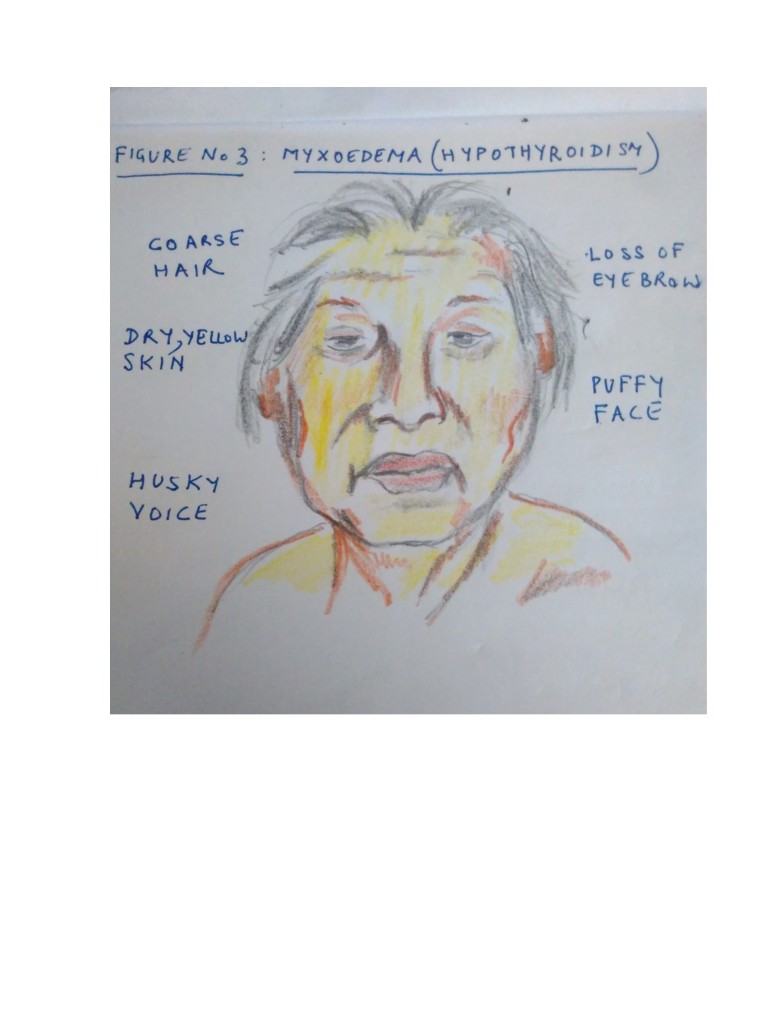 FIGURE No 3 : MYXOEDEMA (HYPOTHYROIDISM)
COARSE
HAIR
LOSS OF
EYEBROW
DRY, YELLOW
SKIN
PUFFY
FACE
HUSKY
VOICE